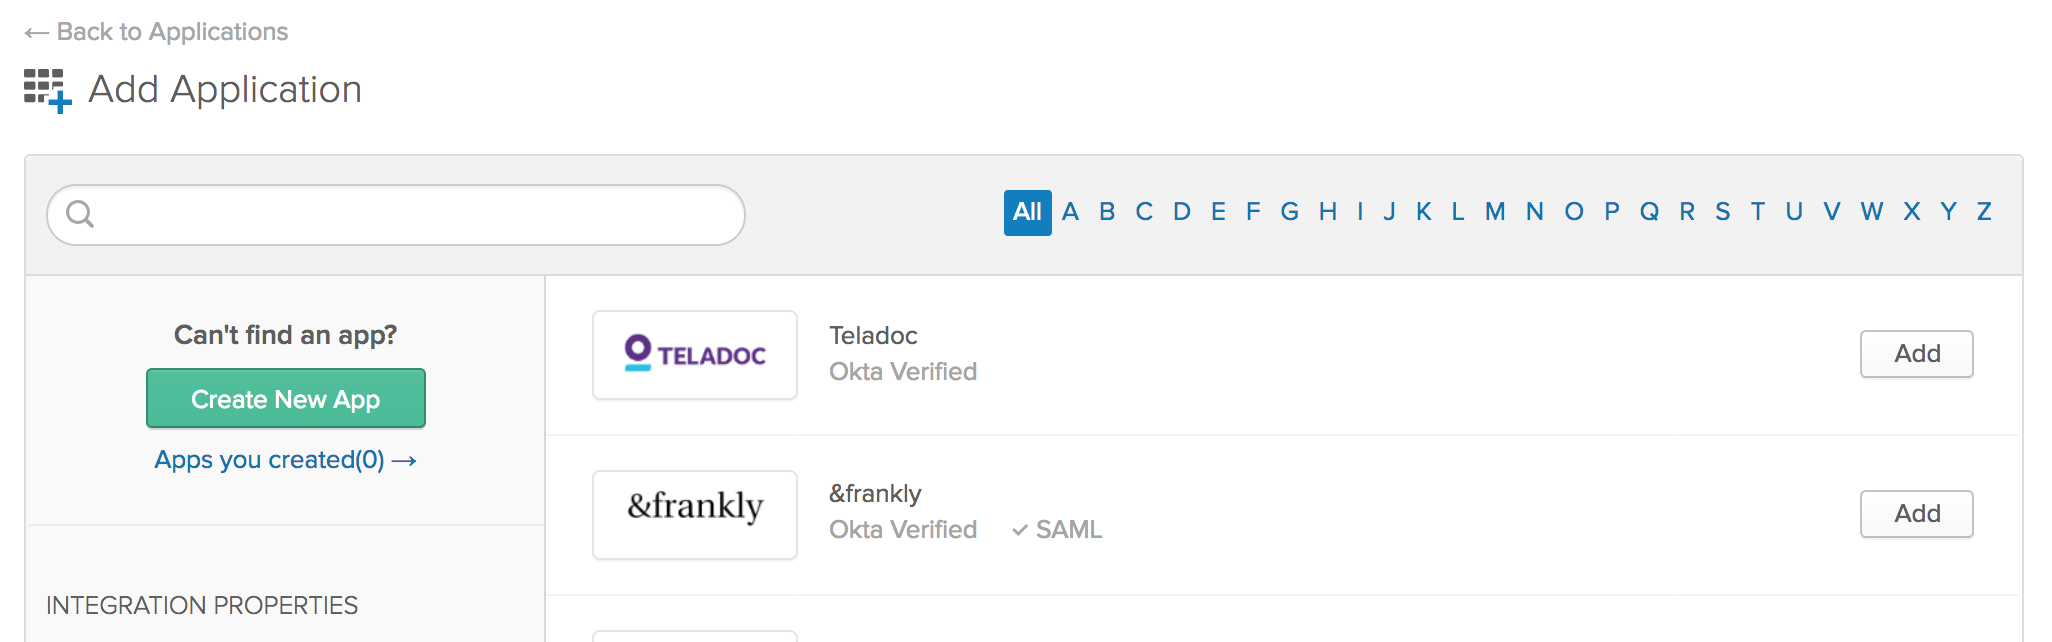 ← Back to Applications
Add Application
All A B C D E F G H I J K L M N O P Q R S T U V W X Y Z
Can't find an app?
Create New App
Apps you created(0) →
INTEGRATION PROPERTIES
TELADOC
Teladoc
Okta Verified
Add
&frankly
&frankly
Okta Verified ✓ SAML
Add